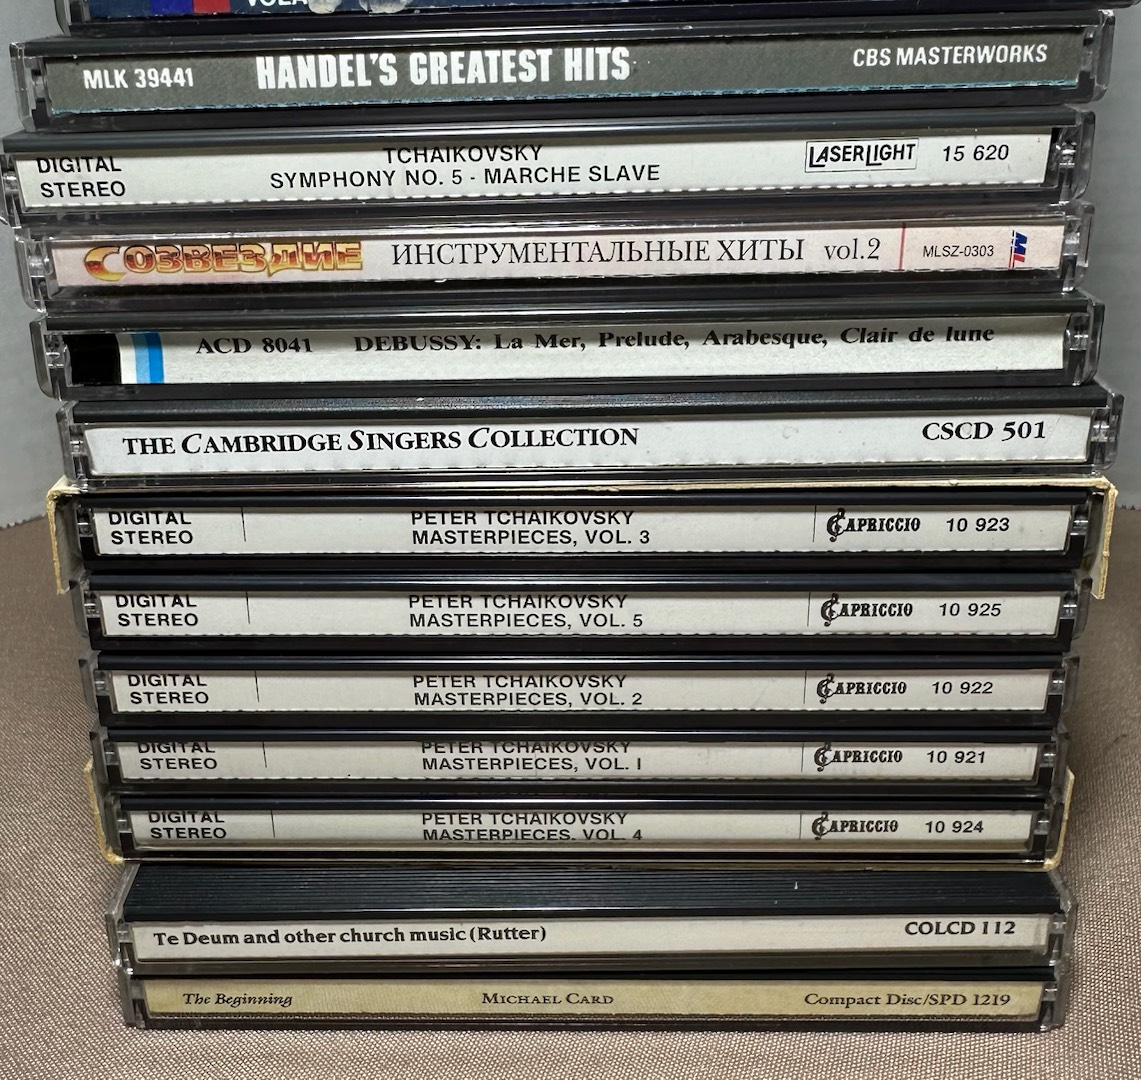 MLK 39441 HANDEL'S GREATEST HITS CBS MASTERWORKS
DIGITAL STEREO
TCHAIKOVSKY
SYMPHONY NO. 5 - MARCHE SLAVE
LASERLIGHT 15 620
СОЗВЕЗДИЕ ИНСТРУМЕНТАЛЬНЫЕ ХИТЫ vol.2 MLSZ-0303 ML
ACD 8041 DEBUSSY: La Mer, Prelude, Arabesque, Clair de lune
THE CAMBRIDGE SINGERS COLLECTION CSCD 501
DIGITAL STEREO
PETER TCHAIKOVSKY
MASTERPIECES, VOL. 3
CAPRICCIO 10 923
DIGITAL STEREO
PETER TCHAIKOVSKY
MASTERPIECES, VOL. 5
CAPRICCIO 10 925
DIGITAL STEREO
PETER TCHAIKOVSKY
MASTERPIECES, VOL. 2
CAPRICCIO 10 922
DIGITAL STEREO
PETER TCHAIKOVSKY
MASTERPIECES, VOL. I
CAPRICCIO 10 921
DIGITAL STEREO
PETER TCHAIKOVSKY
MASTERPIECES, VOL. 4
CAPRICCIO 10 924
Te Deum and other church music (Rutter) COLCD 112
The Beginning MICHAEL CARD Compact Disc/SPD 1219